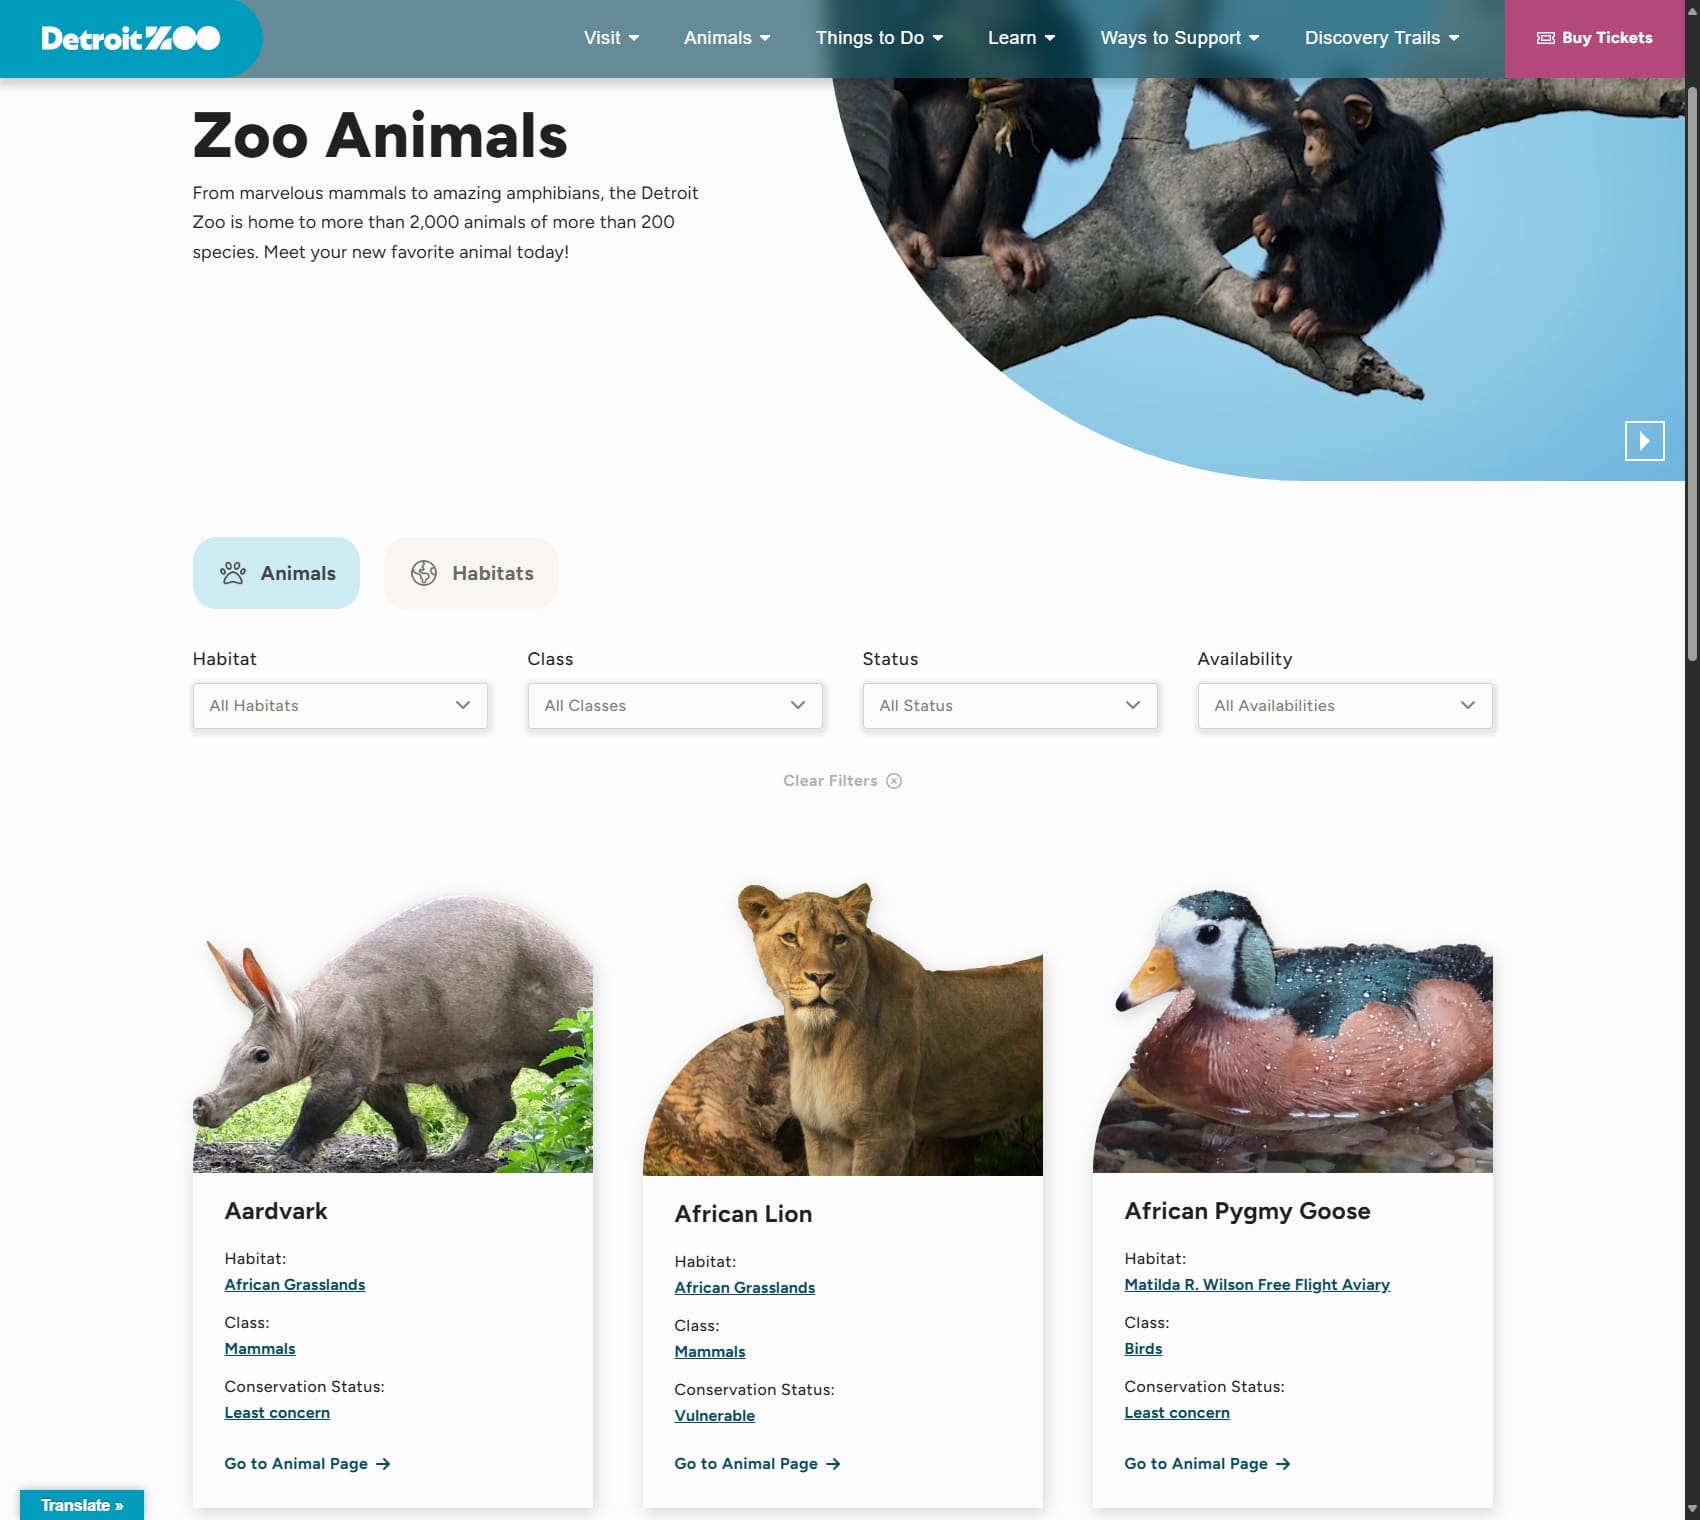 Detroit ZOO
Visit
Animals
Things to Do
Learn
Ways to Support
Discovery Trails
Buy Tickets
Zoo Animals
From marvelous mammals to amazing amphibians, the Detroit
Zoo is home to more than 2,000 animals of more than 200
species. Meet your new favorite animal today!
Animals
Habitats
Habitat
All Habitats
Class
All Classes
Status
All Status
Availability
All Availabilities
Clear Filters
Aardvark
Habitat:
African Grasslands
Class:
Mammals
Conservation Status:
Least concern
Go to Animal Page →
African Lion
Habitat:
African Grasslands
Class:
Mammals
Conservation Status:
Vulnerable
Go to Animal Page →
African Pygmy Goose
Habitat:
Matilda R. Wilson Free Flight Aviary
Class:
Birds
Conservation Status:
Least concern
Go to Animal Page →
Translate »